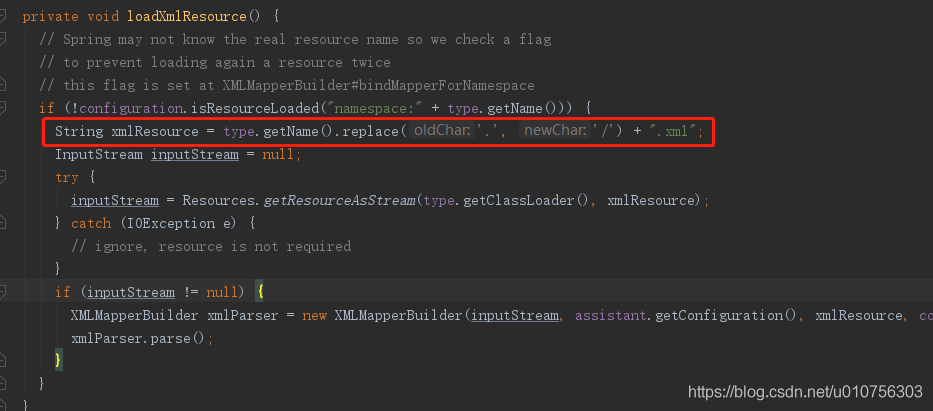 private void loadXmlResource() {
// Spring may not know the real resource name so we check a flag
// to prevent loading again a resource twice
// this flag is set at XMLMapperBuilder#bindMapperForNamespace
if (!configuration.isResourceLoaded("namespace:" + type.getName())) {
String xmlResource = type.getName().replace( oldChar: '.', newChar: '/') + ".xml";
InputStream inputStream = null;
try {
inputStream = Resources.getResourceAsStream(type.getClassLoader(), xmlResource);
} catch (IOException e) {
// ignore, resource is not required
}
if (inputStream != null) {
XMLMapperBuilder xmlParser = new XMLMapperBuilder(inputStream, assistant.getConfiguration(), xmlResource, co
xmlParser.parse();
}
}
}
https://blog.csdn.net/u010756303